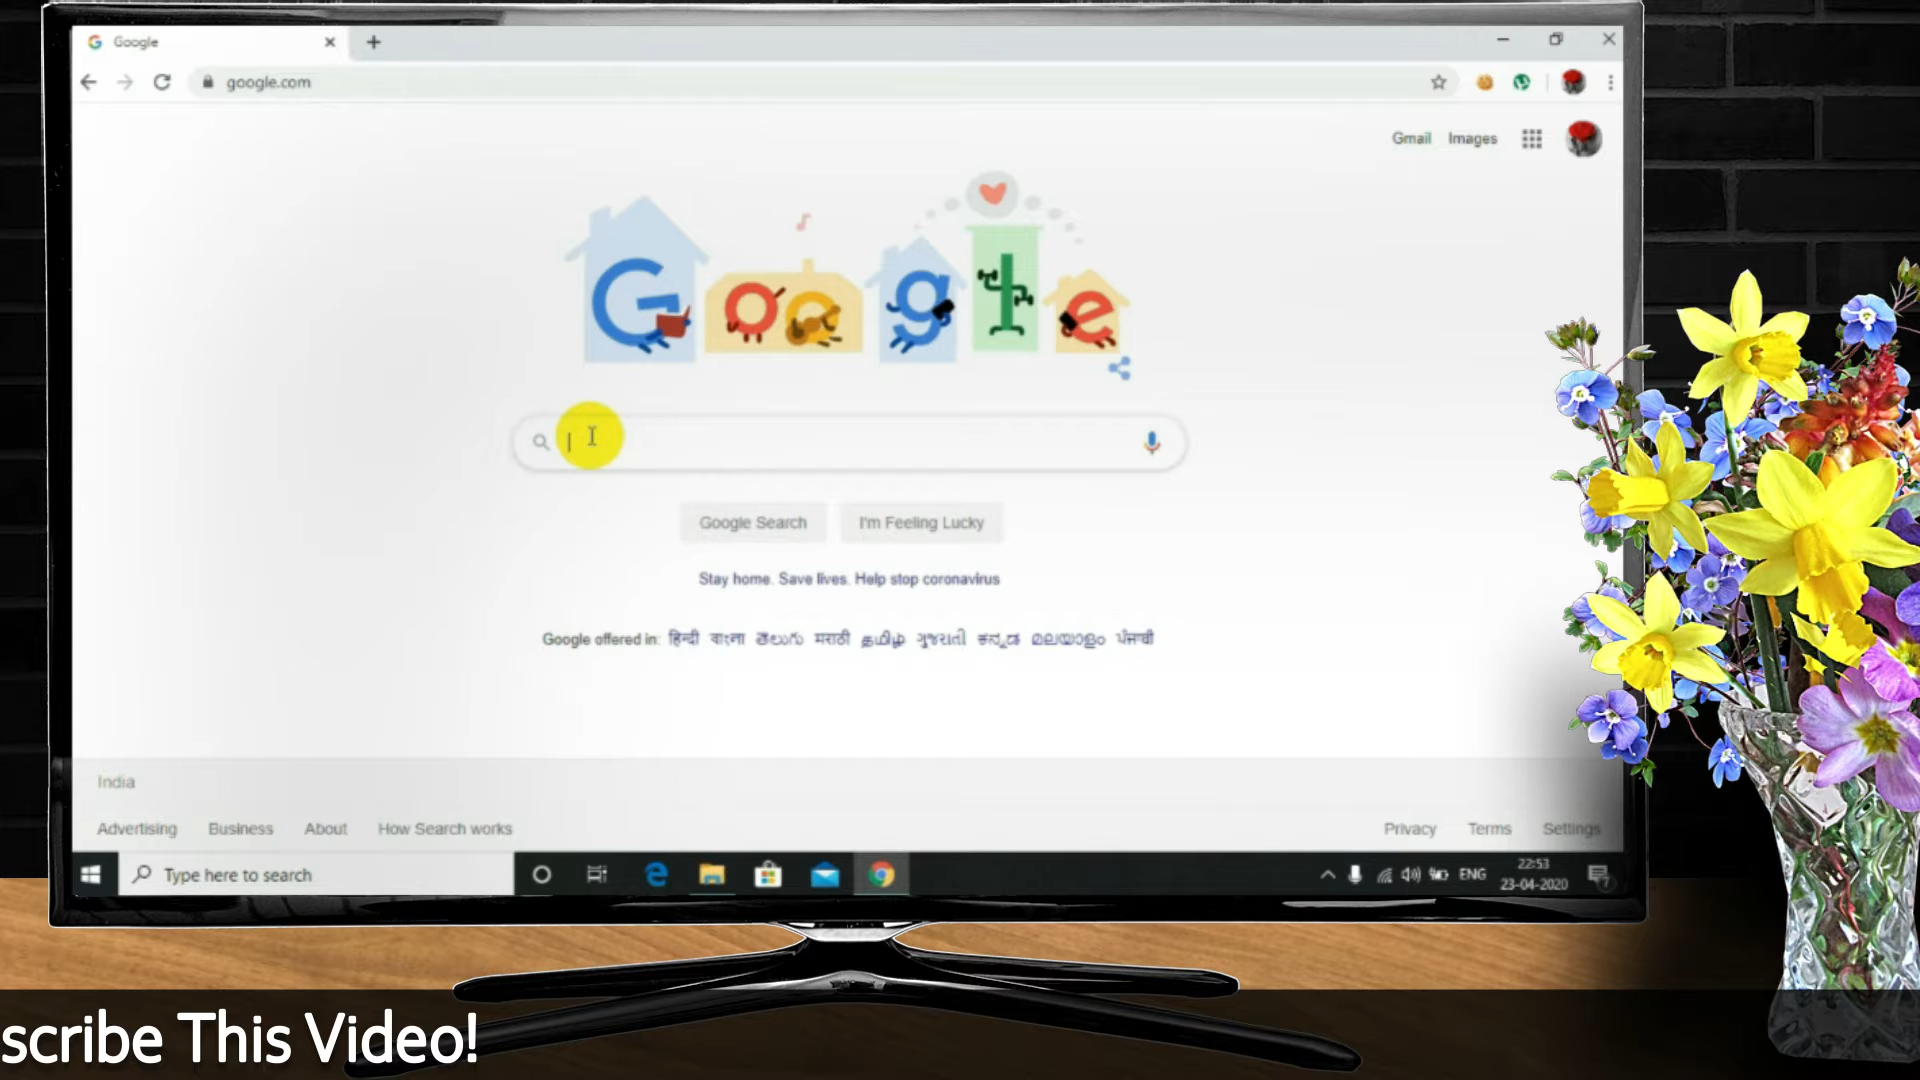 Google
google.com
Gmail Images
Google
Google Search I'm Feeling Lucky
Stay home. Save lives. Help stop coronavirus
Google offered in: हिन्दी বাংলা తెలుగు मराठी தமிழ் ગુજરાતી ಕನ್ನಡ മലയാളം ਪੰਜਾਬੀ
India
Advertising Business About How Search works
Privacy Terms Settings
Type here to search
ENG
22:53
23-04-2020
7
scribe This Video!